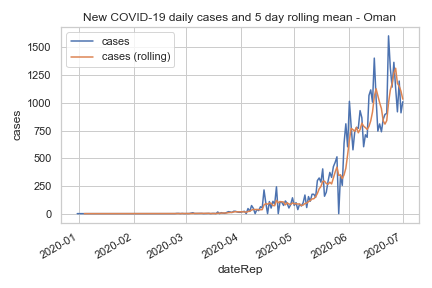 New COVID-19 daily cases and 5 day rolling mean - Oman
cases
cases (rolling)
1500
1250
1000
750
500
250
0
cases
2020-01
2020-02
2020-03
2020-04
2020-05
2020-06
2020-07
dateRep